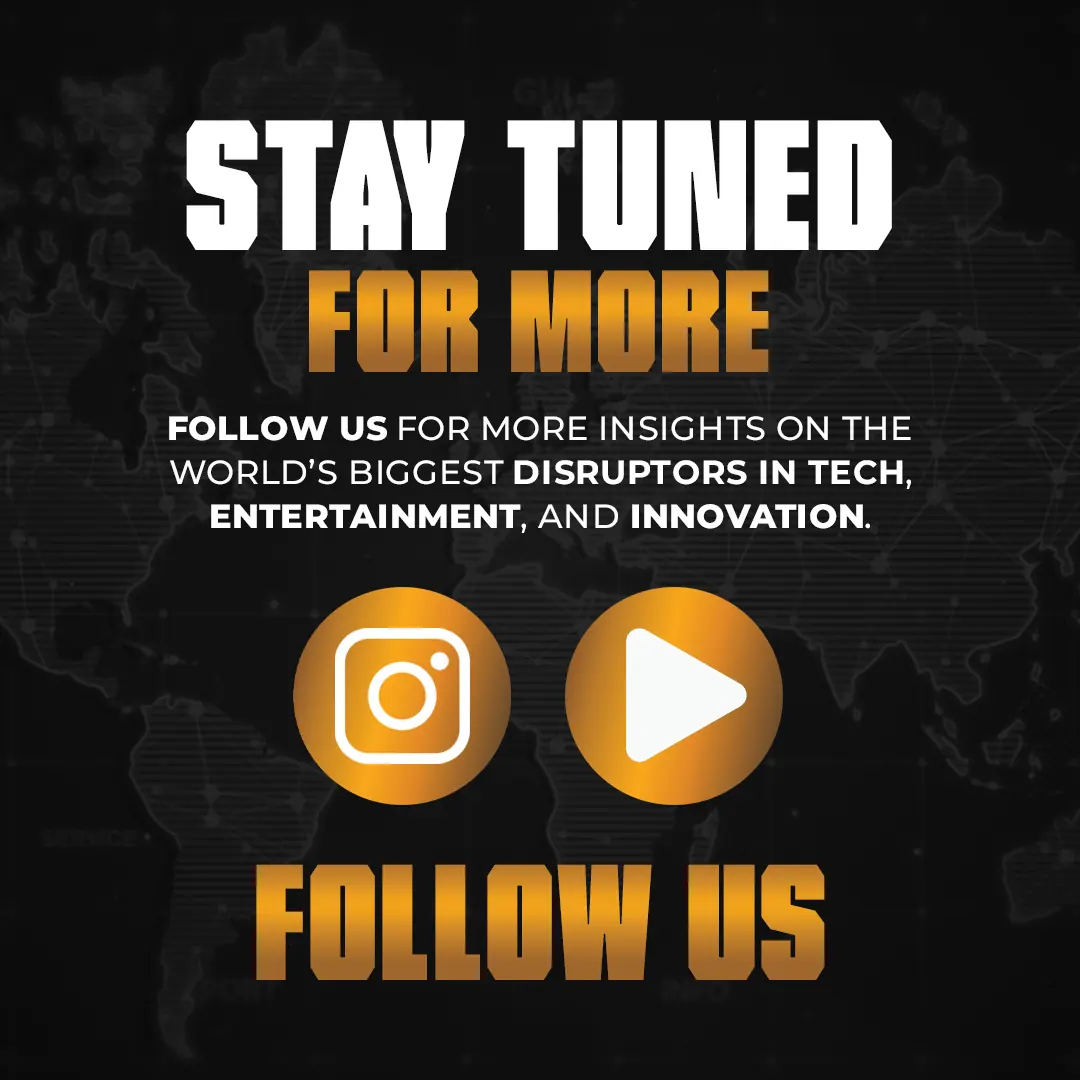 STAY TUNED
FOR MORE
FOLLOW US FOR MORE INSIGHTS ON THE
WORLD’S BIGGEST DISRUPTORS IN TECH,
ENTERTAINMENT, AND INNOVATION.
SERVICE
FOLLOW US